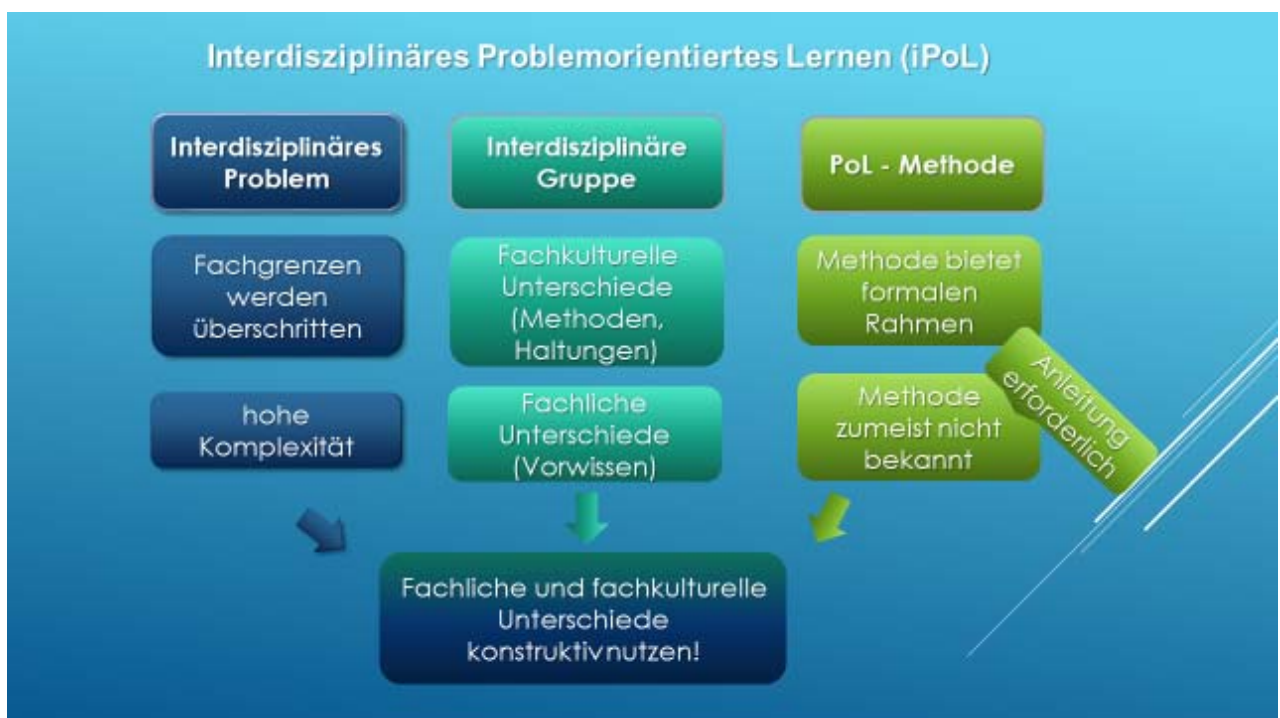 Interdisziplinäres Problemorientiertes Lernen (iPoL)
Interdisziplinäres
Problem
Fachgrenzen
werden
überschritten
hohe
Komplexität
Interdisziplinäre
Gruppe
Fachkulturelle
Unterschiede
(Methoden,
Haltungen)
Fachliche
Unterschiede
(Vorwissen)
PoL - Methode
Methode bietet
formalen
Rahmen
Methode
zumeist nicht
bekannt
Anleitung
erforderlich
Fachliche und fachkulturelle
Unterschiede
konstruktiv nutzen!